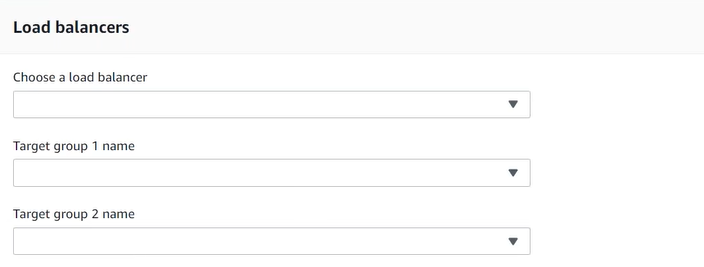 Load balancers
Choose a load balancer
Target group 1 name
Target group 2 name